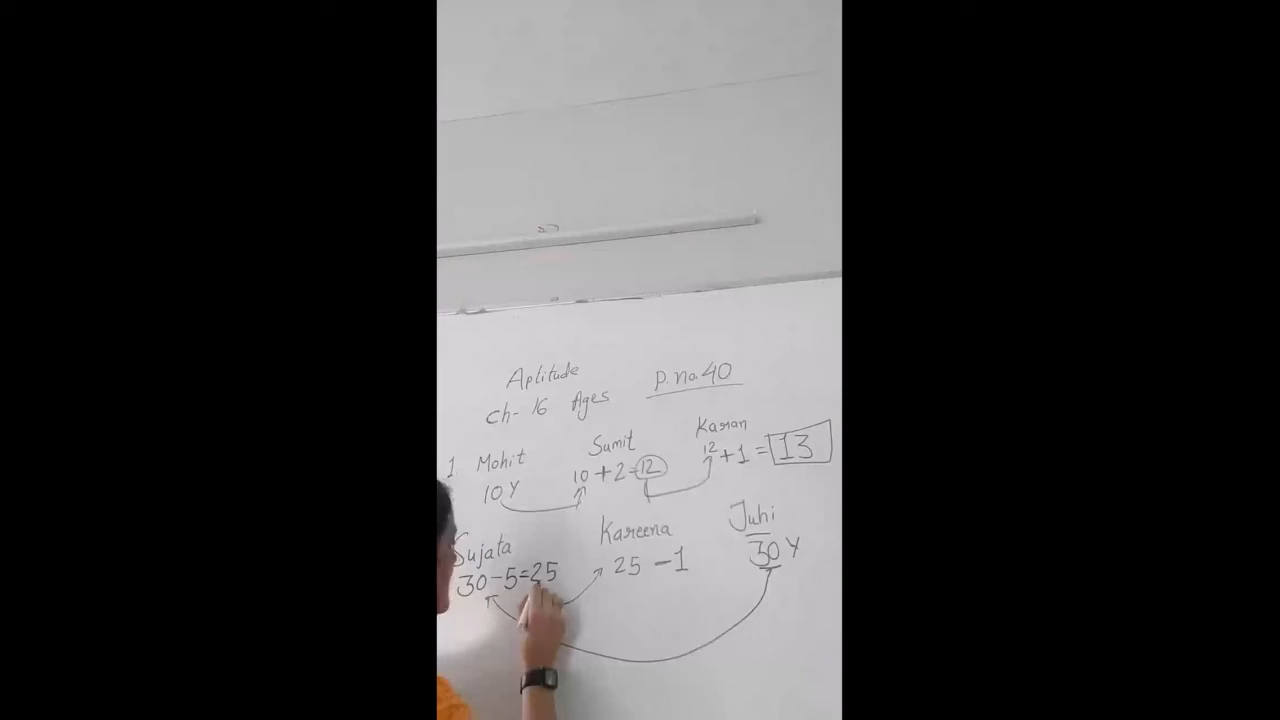 Aptitude
Ch- 16 Ages P. no. 40
1 Mohit Sumit Karan
10 Y 10 + 2 = 12 12 + 1 = 13
Sujata Kareena Juhi
30 - 5 = 25 25 - 1 30 Y